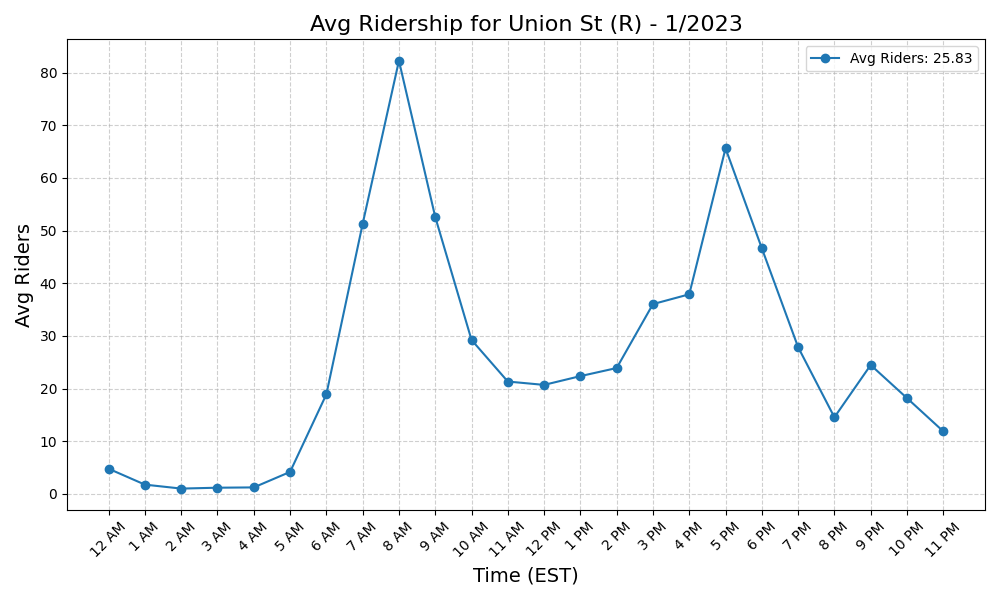 Avg Ridership for Union St (R) - 1/2023
Avg Riders: 25.83
Avg Riders
80
70
60
50
40
30
20
10
0
12 AM
1 AM
2 AM
3 AM
4 AM
5 AM
6 AM
7 AM
8 AM
9 AM
10 AM
11 AM
12 PM
1 PM
2 PM
3 PM
4 PM
5 PM
6 PM
7 PM
8 PM
9 PM
10 PM
11 PM
Time (EST)